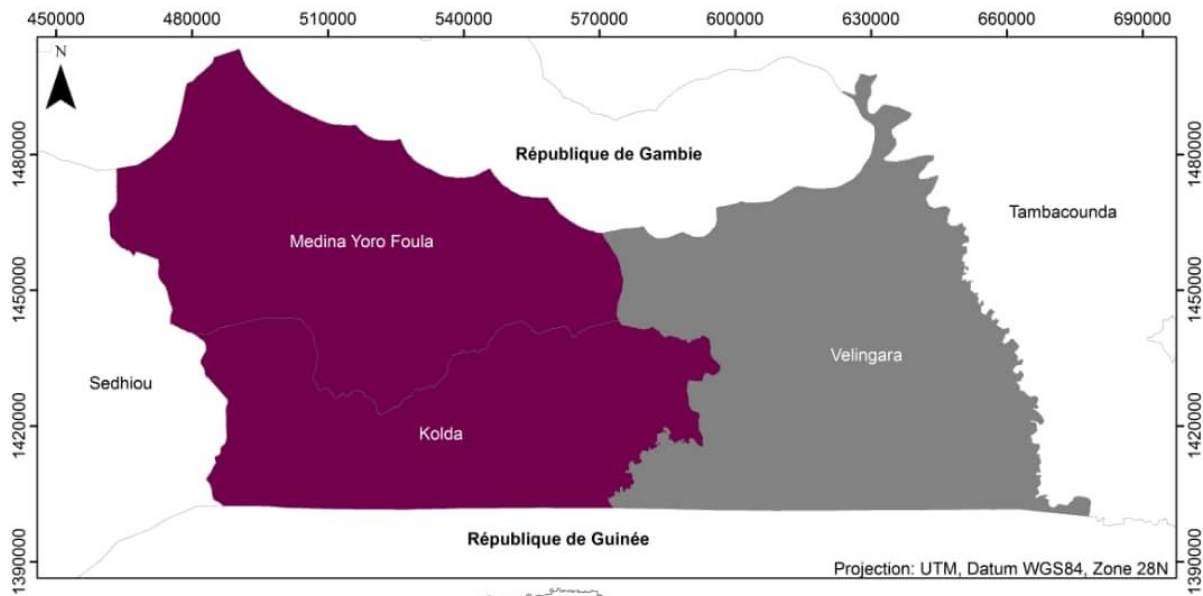 450000 480000 510000 540000 570000 600000 630000 660000 690000
N
1480000 1480000
République de Gambie
Tambacounda
Medina Yoro Foula
1450000 1450000
Velingara
Sedhiou
1420000 1420000
Kolda
République de Guinée
1390000 1390000
Projection: UTM, Datum WGS84, Zone 28N